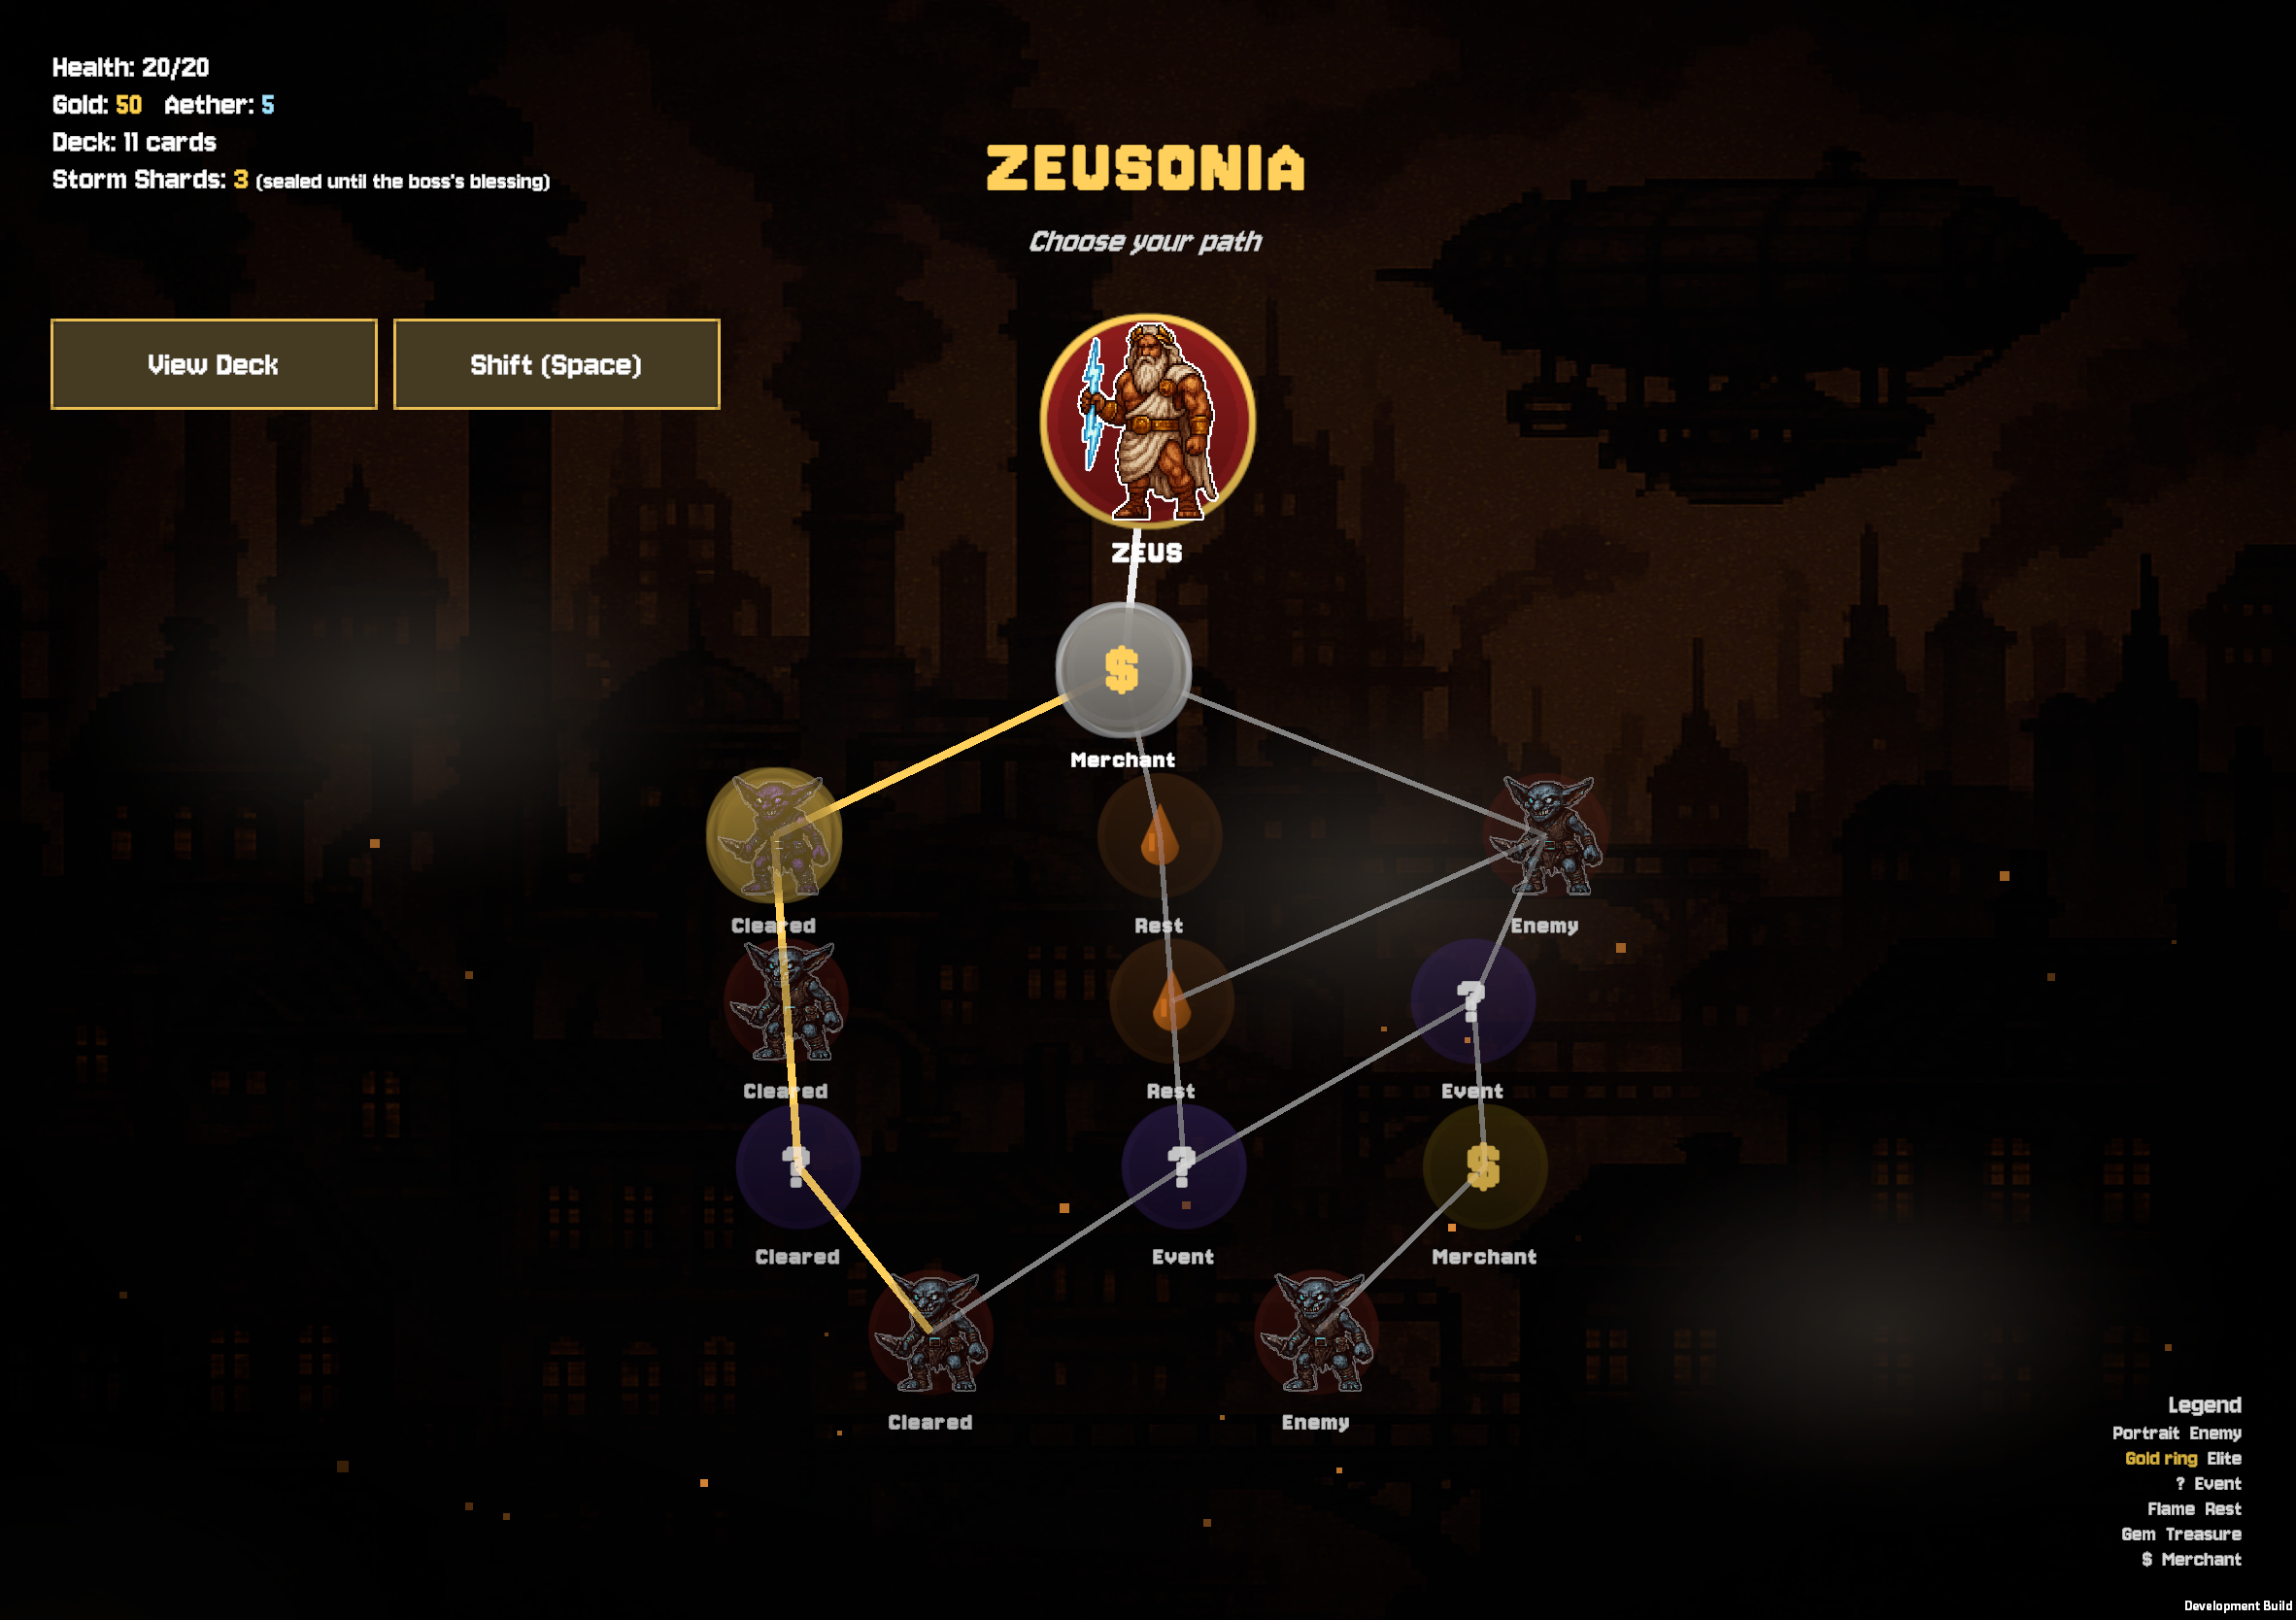 Health: 20/20
Gold: 50 Aether: 5
Deck: 11 cards
Storm Shards: 3 (sealed until the boss's blessing)
ZEUSONIA
Choose your path
View Deck
Shift (Space)
ZEUS
$
Merchant
Cleared
Rest
Enemy
?
Cleared
Rest
Event
?
?
$
Cleared
Event
Merchant
Cleared
Enemy
Legend
Portrait Enemy
Gold ring Elite
? Event
Flame Rest
Gem Treasure
$ Merchant
Development Build